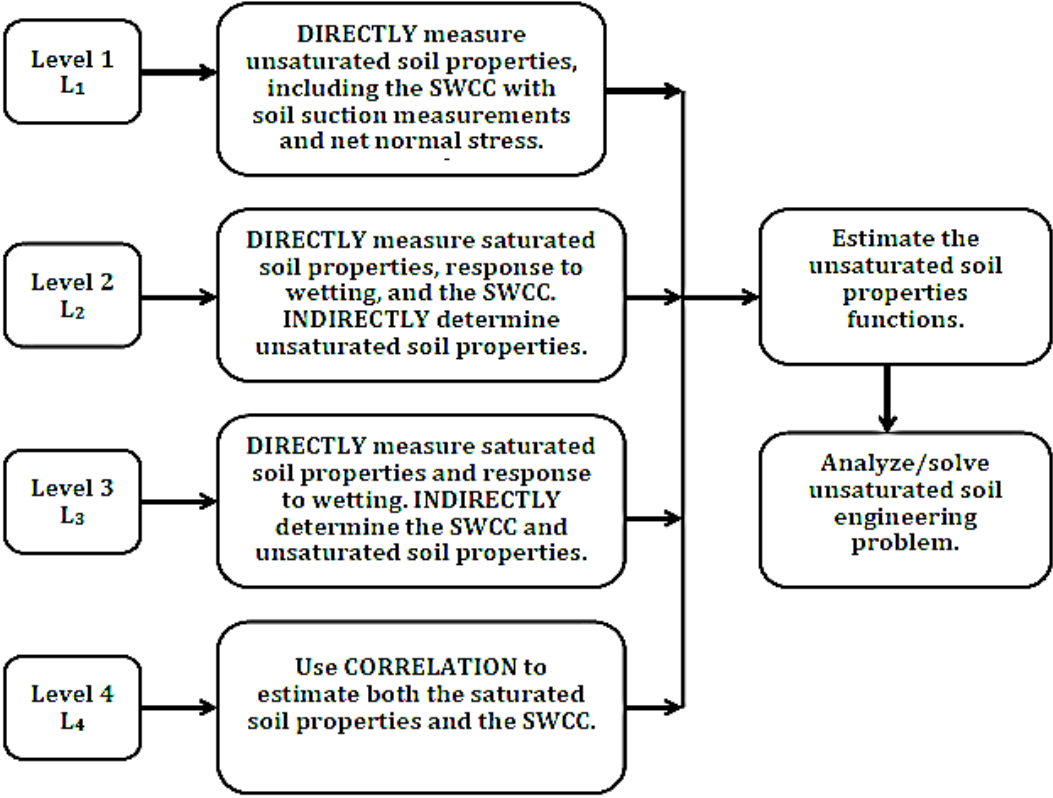 Level 1
L₁
DIRECTLY measure
unsaturated soil properties,
including the SWCC with
soil suction measurements
and net normal stress.
Level 2
L₂
DIRECTLY measure saturated
soil properties, response to
wetting, and the SWCC.
INDIRECTLY determine
unsaturated soil properties.
Level 3
L₃
DIRECTLY measure saturated
soil properties and response
to wetting. INDIRECTLY
determine the SWCC and
unsaturated soil properties.
Level 4
L₄
Use CORRELATION to
estimate both the saturated
soil properties and the SWCC.
Estimate the
unsaturated soil
properties
functions.
Analyze/solve
unsaturated soil
engineering
problem.